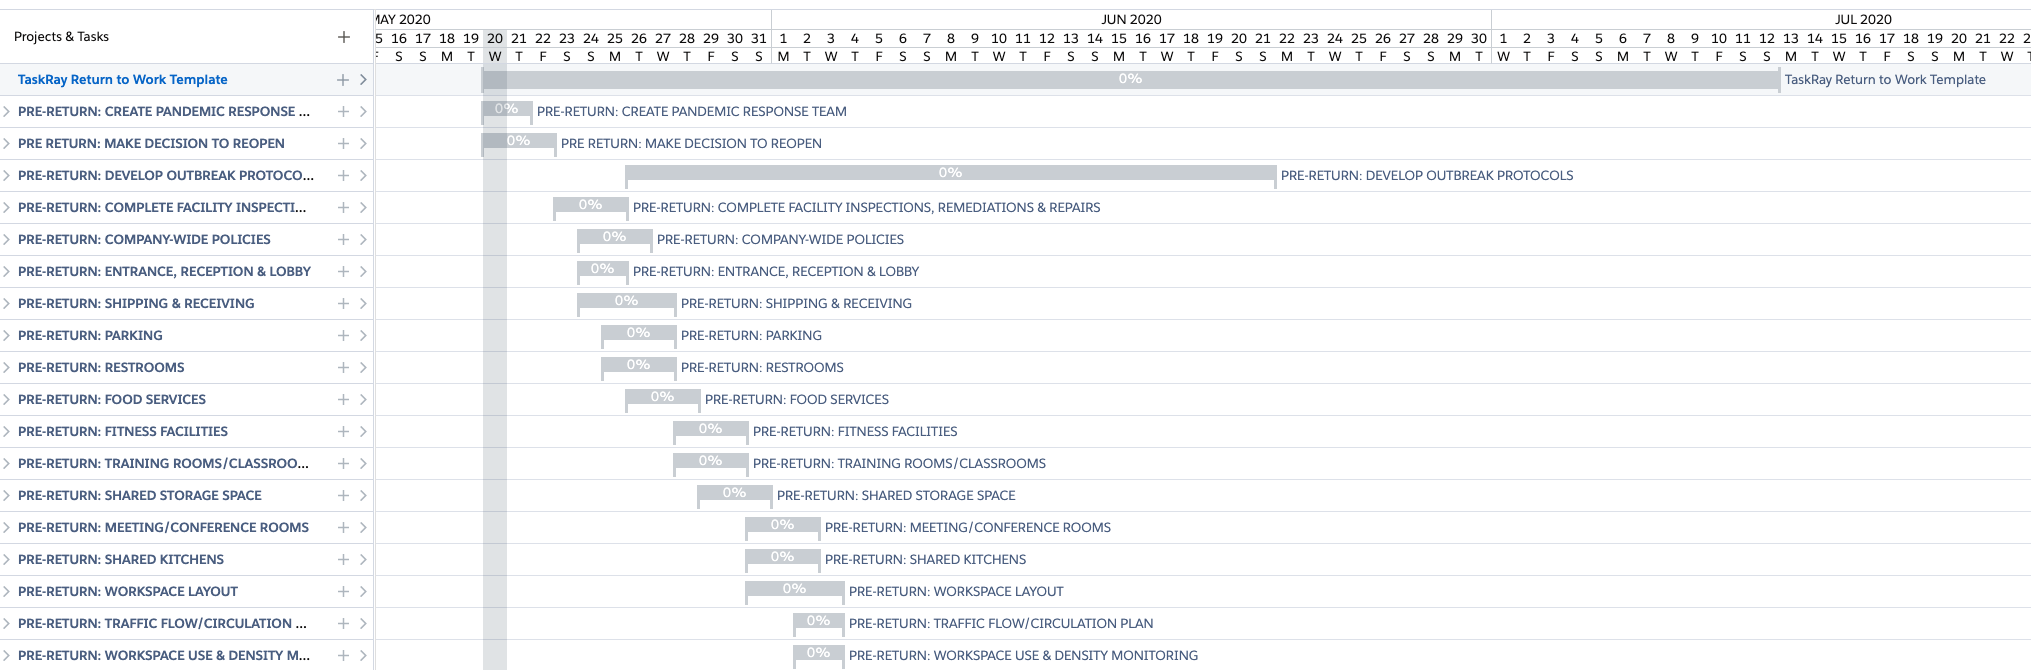 MAY 2020 JUN 2020 JUL 2020
Projects & Tasks
5 16 17 18 19 20 21 22 23 24 25 26 27 28 29 30 31 1 2 3 4 5 6 7 8 9 10 11 12 13 14 15 16 17 18 19 20 21 22 23 24 25 26 27 28 29 30 1 2 3 4 5 6 7 8 9 10 11 12 13 14 15 16 17 18 19 20 21 22 2
F S S M T W T F S S M T W T F S S M T W T F S S M T W T F S S M T W T F S S M T W T F S S M T W T F S S M T W T F S S M T W T F S S M T W T
TaskRay Return to Work Template 0% TaskRay Return to Work Template
PRE-RETURN: CREATE PANDEMIC RESPONSE ... 0% PRE-RETURN: CREATE PANDEMIC RESPONSE TEAM
PRE RETURN: MAKE DECISION TO REOPEN 0% PRE RETURN: MAKE DECISION TO REOPEN
PRE-RETURN: DEVELOP OUTBREAK PROTOCO... 0% PRE-RETURN: DEVELOP OUTBREAK PROTOCOLS
PRE-RETURN: COMPLETE FACILITY INSPECTI... 0% PRE-RETURN: COMPLETE FACILITY INSPECTIONS, REMEDIATIONS & REPAIRS
PRE-RETURN: COMPANY-WIDE POLICIES 0% PRE-RETURN: COMPANY-WIDE POLICIES
PRE-RETURN: ENTRANCE, RECEPTION & LOBBY 0% PRE-RETURN: ENTRANCE, RECEPTION & LOBBY
PRE-RETURN: SHIPPING & RECEIVING 0% PRE-RETURN: SHIPPING & RECEIVING
PRE-RETURN: PARKING 0% PRE-RETURN: PARKING
PRE-RETURN: RESTROOMS 0% PRE-RETURN: RESTROOMS
PRE-RETURN: FOOD SERVICES 0% PRE-RETURN: FOOD SERVICES
PRE-RETURN: FITNESS FACILITIES 0% PRE-RETURN: FITNESS FACILITIES
PRE-RETURN: TRAINING ROOMS/CLASSROO... 0% PRE-RETURN: TRAINING ROOMS/CLASSROOMS
PRE-RETURN: SHARED STORAGE SPACE 0% PRE-RETURN: SHARED STORAGE SPACE
PRE-RETURN: MEETING/CONFERENCE ROOMS 0% PRE-RETURN: MEETING/CONFERENCE ROOMS
PRE-RETURN: SHARED KITCHENS 0% PRE-RETURN: SHARED KITCHENS
PRE-RETURN: WORKSPACE LAYOUT 0% PRE-RETURN: WORKSPACE LAYOUT
PRE-RETURN: TRAFFIC FLOW/CIRCULATION ... 0% PRE-RETURN: TRAFFIC FLOW/CIRCULATION PLAN
PRE-RETURN: WORKSPACE USE & DENSITY M... 0% PRE-RETURN: WORKSPACE USE & DENSITY MONITORING